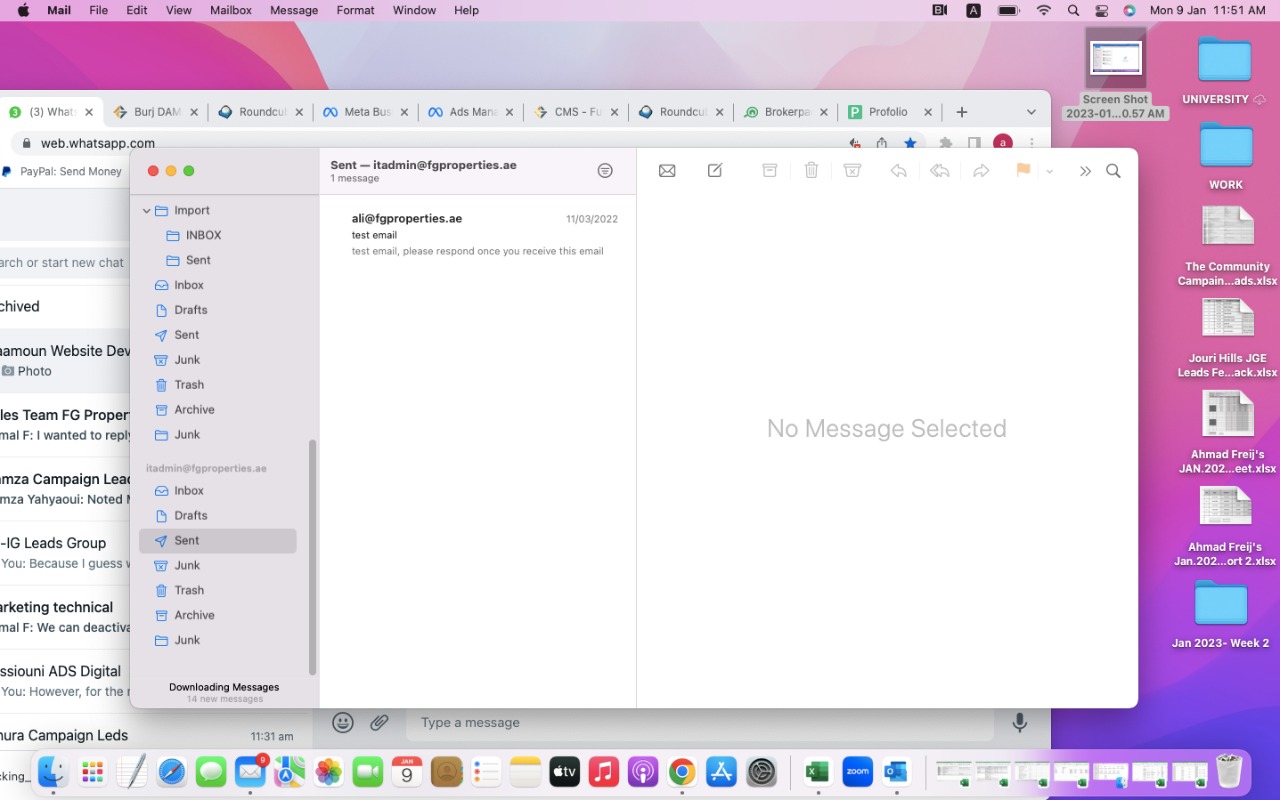 Mail File Edit View Mailbox Message Format Window Help A Mon 9 Jan 11:51 AM
Screen Shot
2023-01...0.57 AM
UNIVERSITY
WORK
The Community
Campain...ads.xlsx
Jouri Hills JGE
Leads Fe...ack.xlsx
Ahmad Freij's
JAN.202...eet.xlsx
Ahmad Freij's
Jan.202...ort 2.xlsx
Jan 2023- Week 2
(3) Whats Burj DAM Roundcu Meta Bus Ads Mana CMS - Fu Roundcu Brokerpa Profolio
web.whatsapp.com
a
PayPal: Send Money
arch or start new chat
chived
aamoun Website Dev
Photo
les Team FG Proper
mal F: I wanted to reply
mza Campaign Lead
mza Yahyaoui: Noted M
-IG Leads Group
You: Because I guess w
arketing technical
mal F: We can deactiva
ssiouni ADS Digital
You: However, for the r
hura Campaign Leds
11:31 am
cking_
Type a message
Import
INBOX
Sent
Inbox
Drafts
Sent
Junk
Trash
Archive
Junk
itadmin@fgproperties.ae
Inbox
Drafts
Sent
Junk
Trash
Archive
Junk
Downloading Messages
14 new messages
Sent — itadmin@fgproperties.ae
1 message
ali@fgproperties.ae 11/03/2022
test email
test email, please respond once you receive this email
No Message Selected
9
JAN
9
tv
zoom